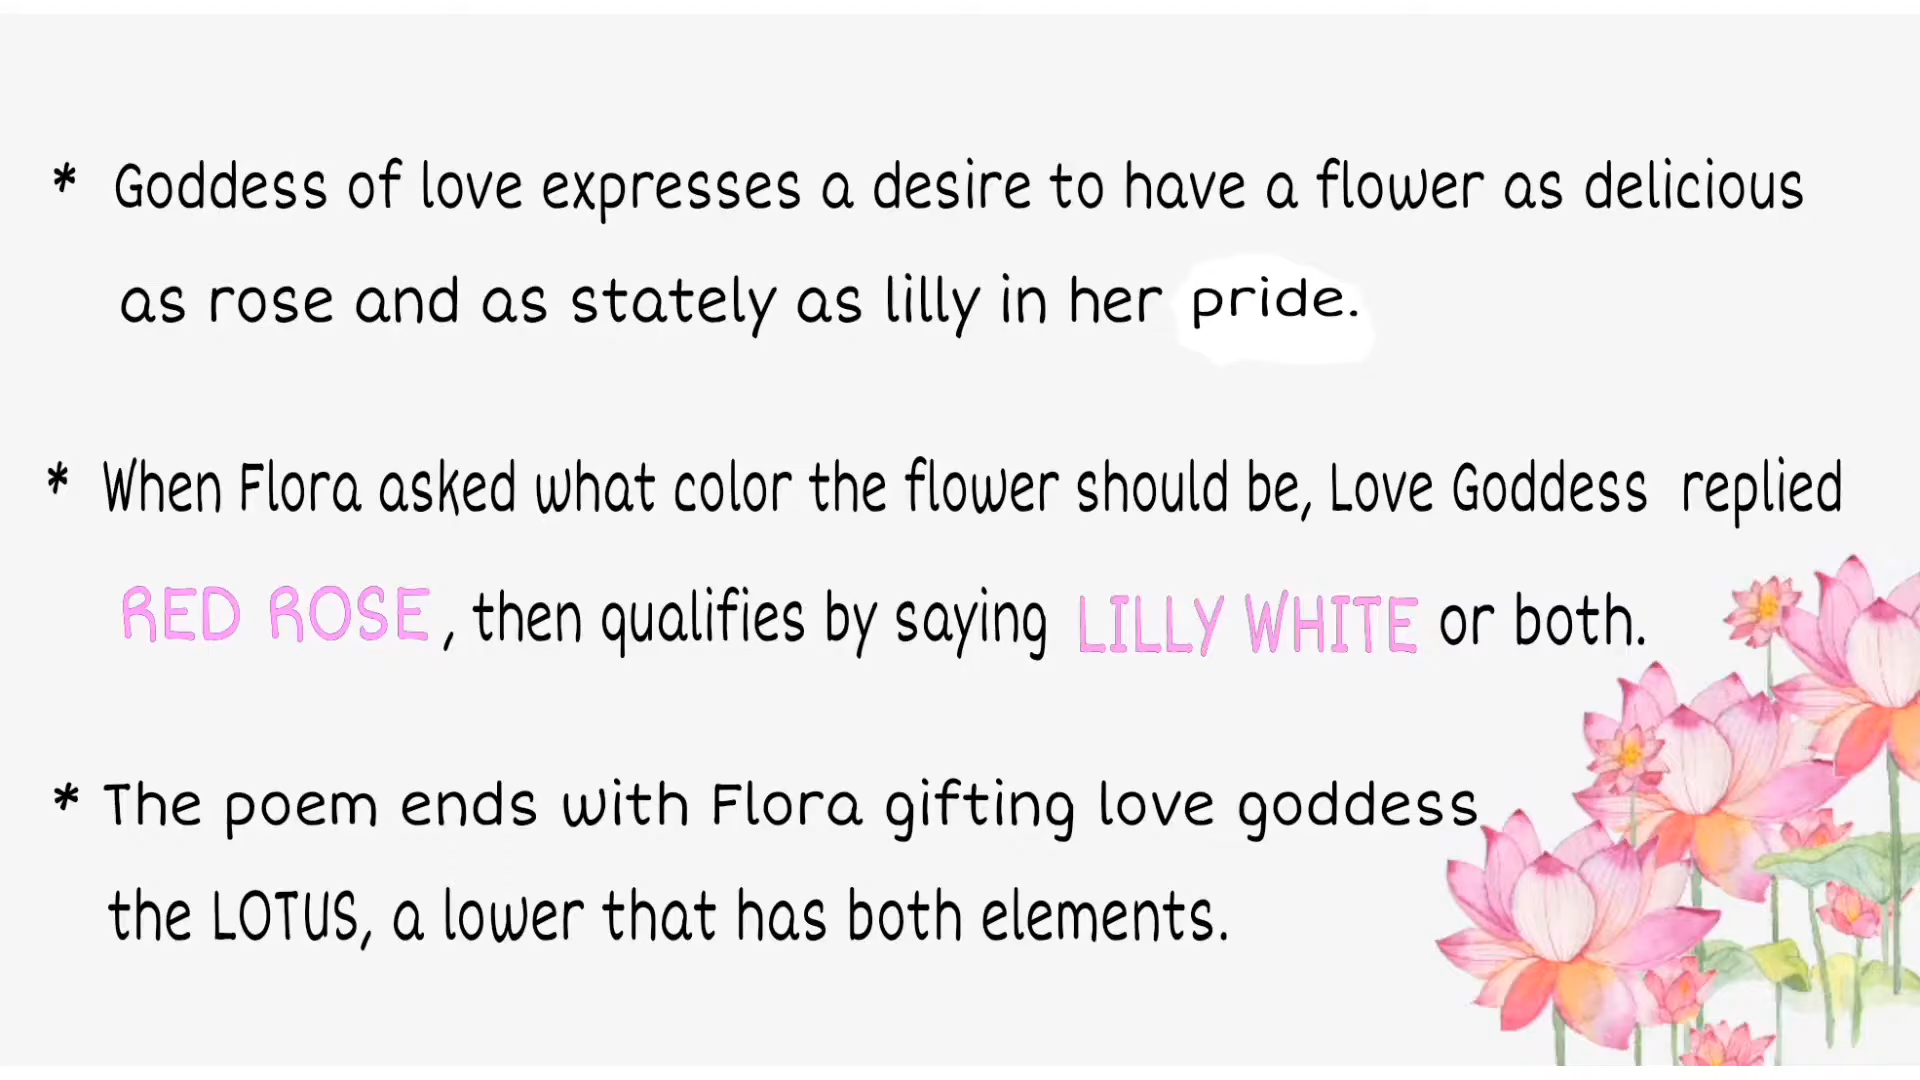 * Goddess of love expresses a desire to have a flower as delicious
as rose and as stately as lilly in her pride.
* When Flora asked what color the flower should be, Love Goddess replied
RED ROSE, then qualifies by saying LILLY WHITE or both.
* The poem ends with Flora gifting love goddess
the LOTUS, a lower that has both elements.